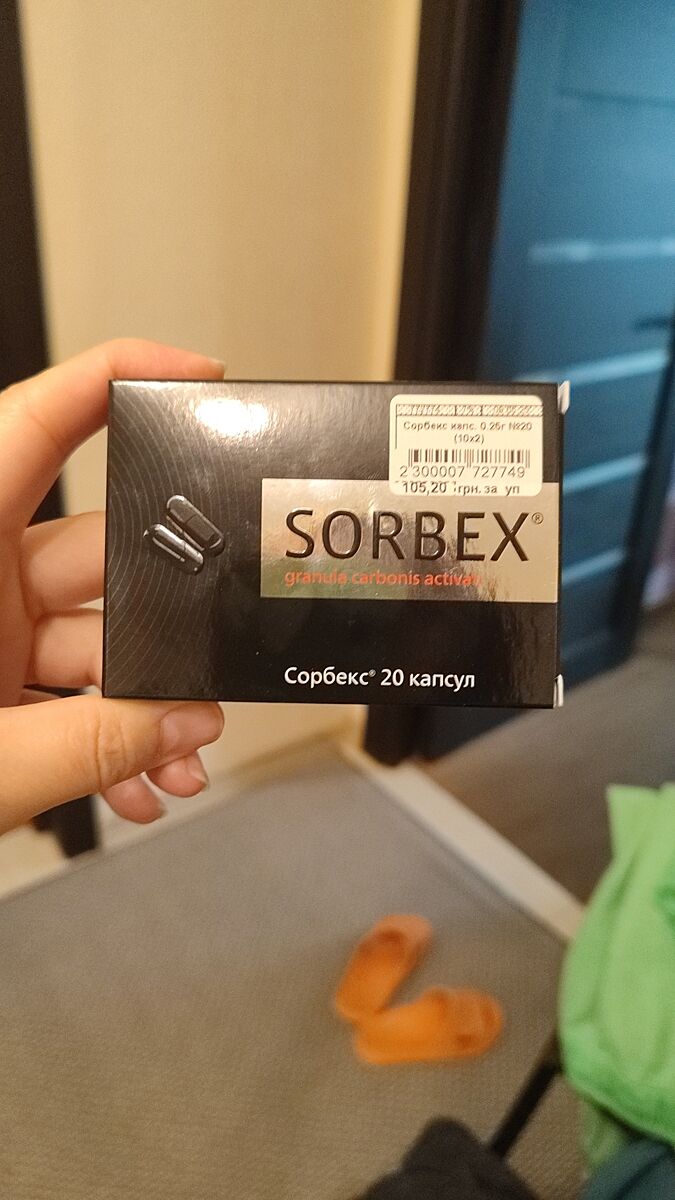 Сорбекс капс. 0.25г №20
(10x2)
2 300007 727749
105,20 грн. за уп
SORBEX®
granula carbonis activati
Сорбекс® 20 капсул